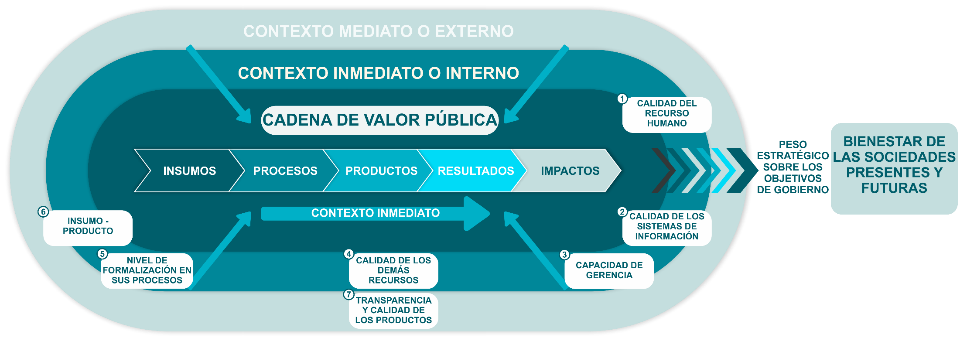 CONTEXTO MEDIATO O EXTERNO
CONTEXTO INMEDIATO O INTERNO
CADENA DE VALOR PÚBLICA
1
CALIDAD DEL
RECURSO
HUMANO
INSUMOS
PROCESOS
PRODUCTOS
RESULTADOS
IMPACTOS
PESO
ESTRATÉGICO
SOBRE LOS
OBJETIVOS
DE GOBIERNO
BIENESTAR DE
LAS SOCIEDADES
PRESENTES Y
FUTURAS
CONTEXTO INMEDIATO
6
INSUMO -
PRODUCTO
2
CALIDAD DE LOS
SISTEMAS DE
INFORMACIÓN
5
NIVEL DE
FORMALIZACIÓN EN
SUS PROCESOS
4
CALIDAD DE LOS
DEMÁS
RECURSOS
3
CAPACIDAD DE
GERENCIA
7
TRANSPARENCIA
Y CALIDAD DE
LOS PRODUCTOS